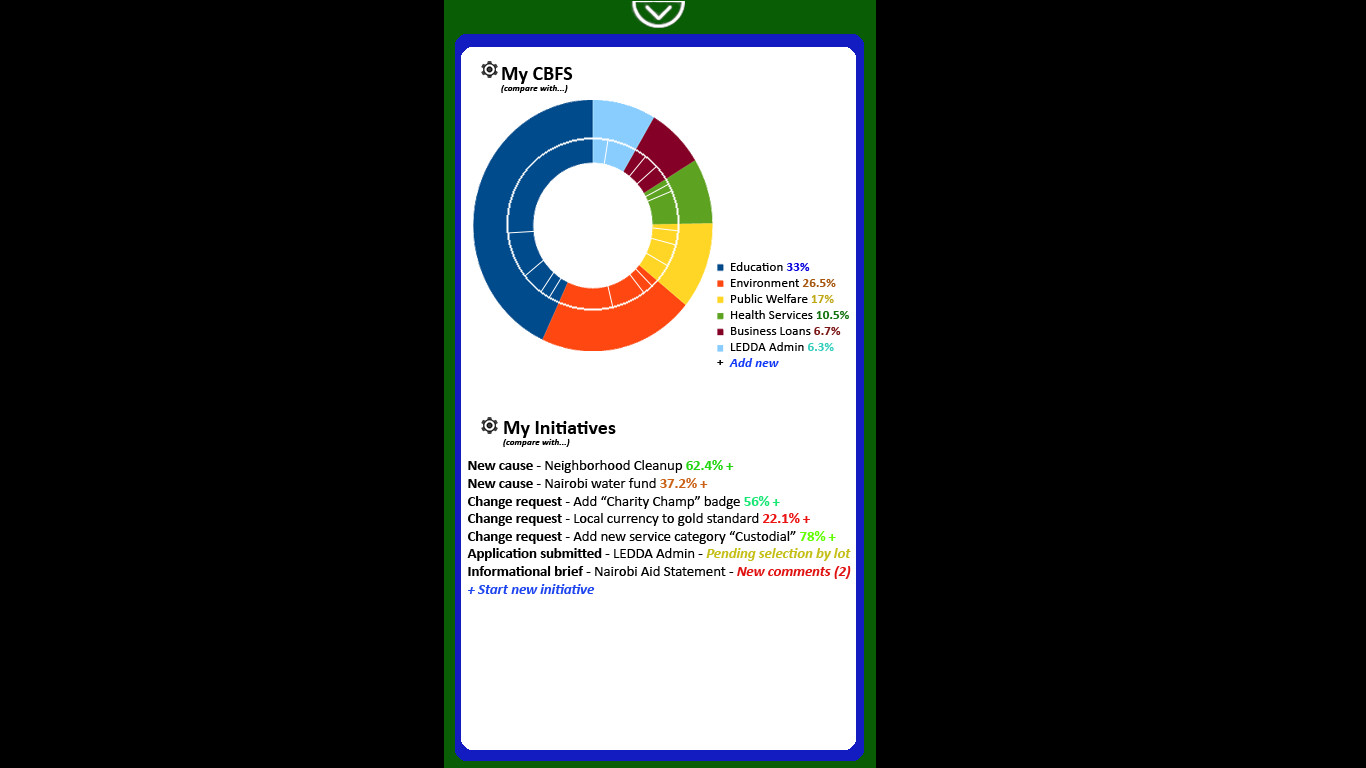 My CBFS
(compare with...)
Education 33%
Environment 26.5%
Public Welfare 17%
Health Services 10.5%
Business Loans 6.7%
LEDDA Admin 6.3%
+ Add new
My Initiatives
(compare with...)
New cause - Neighborhood Cleanup 62.4% +
New cause - Nairobi water fund 37.2% +
Change request - Add “Charity Champ” badge 56% +
Change request - Local currency to gold standard 22.1% +
Change request - Add new service category “Custodial” 78% +
Application submitted - LEDDA Admin - Pending selection by lot
Informational brief - Nairobi Aid Statement - New comments (2)
+ Start new initiative